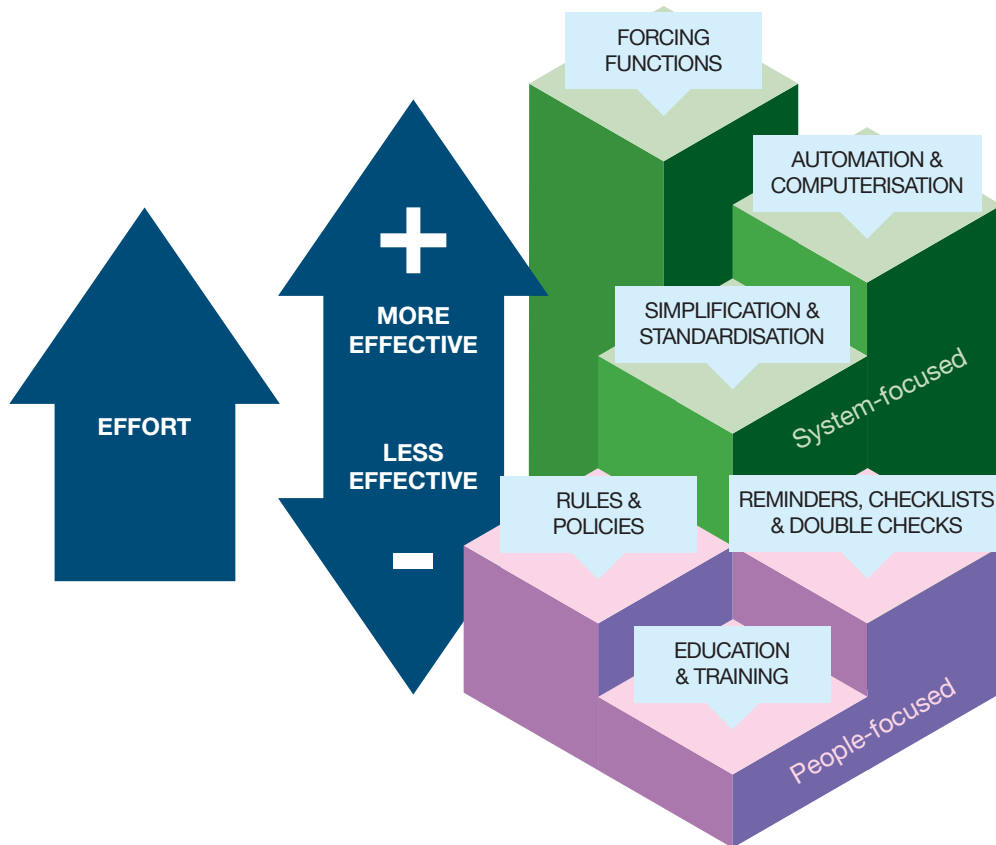 FORCING
FUNCTIONS
AUTOMATION &
COMPUTERISATION
+
MORE
EFFECTIVE
SIMPLIFICATION &
STANDARDISATION
System-focused
EFFORT
LESS
EFFECTIVE
-
RULES &
POLICIES
REMINDERS, CHECKLISTS
& DOUBLE CHECKS
EDUCATION
& TRAINING
People-focused